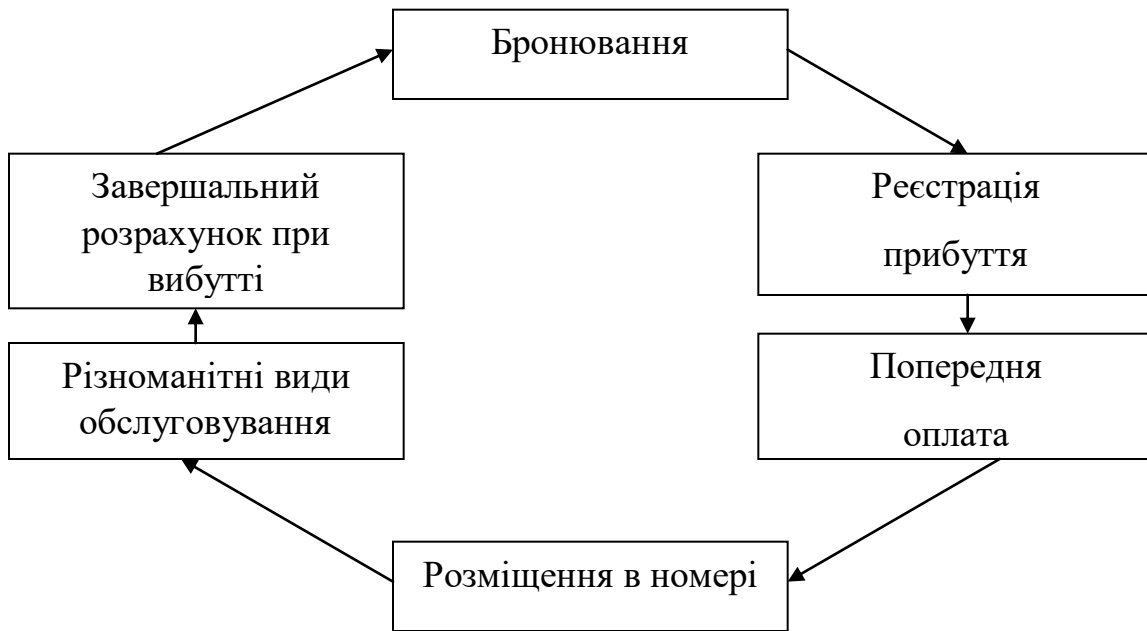 Бронювання
Завершальний
розрахунок при
вибутті
Реєстрація
прибуття
Різноманітні види
обслуговування
Попередня
оплата
Розміщення в номері